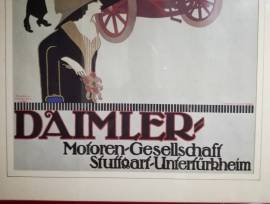 DAIMLER=
Motoren-Gesellschaft
Stuttgart-Untertürkheim